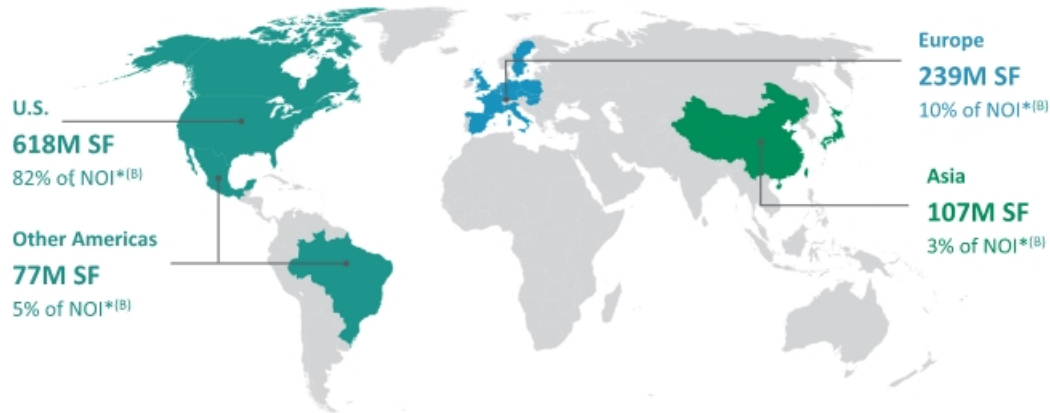 U.S.
618M SF
82% of NOI*(B)
Other Americas
77M SF
5% of NOI*(B)
Europe
239M SF
10% of NOI*(B)
Asia
107M SF
3% of NOI*(B)